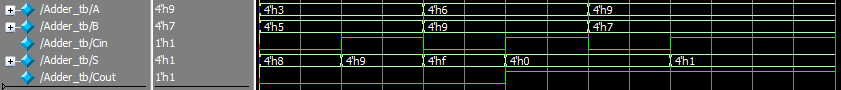 /Adder_tb/A 4'h9 4'h3 4'h6 4'h9
/Adder_tb/B 4'h7 4'h5 4'h9 4'h7
/Adder_tb/Cin 1'h1
/Adder_tb/S 4'h1 4'h8 4'h9 4'hf 4'h0 4'h1
/Adder_tb/Cout 1'h1